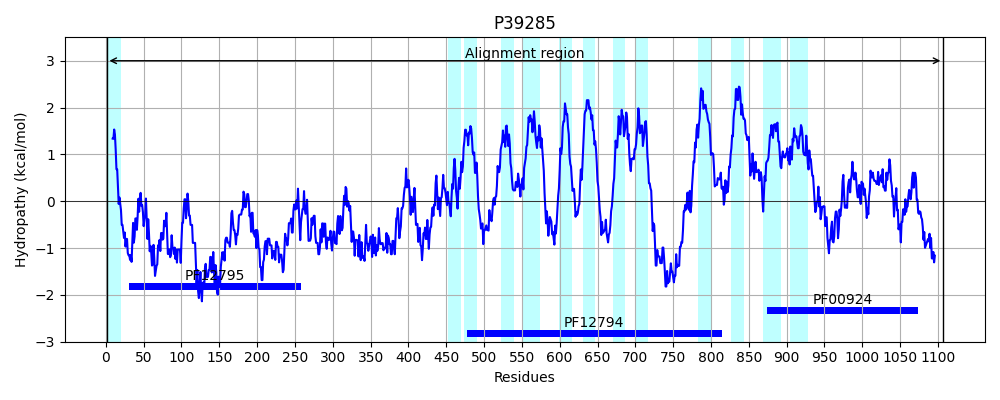 P39285
Alignment region
Hydropathy (kcal/mol)
3
2
1
0
−1
−2
−3
PF12795
PF00924
PF12794
0 50 100 150 200 250 300 350 400 450 500 550 600 650 700 750 800 850 900 950 1000 1050 1100
Residues